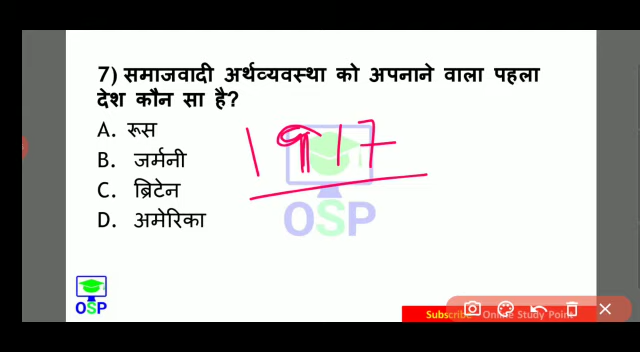 7) समाजवादी अर्थव्यवस्था को अपनाने वाला पहला
देश कौन सा है?
A. रूस
B. जर्मनी
C. ब्रिटेन
D. अमेरिका
1917
OSP
OSP
Subscribe - Online Study Point